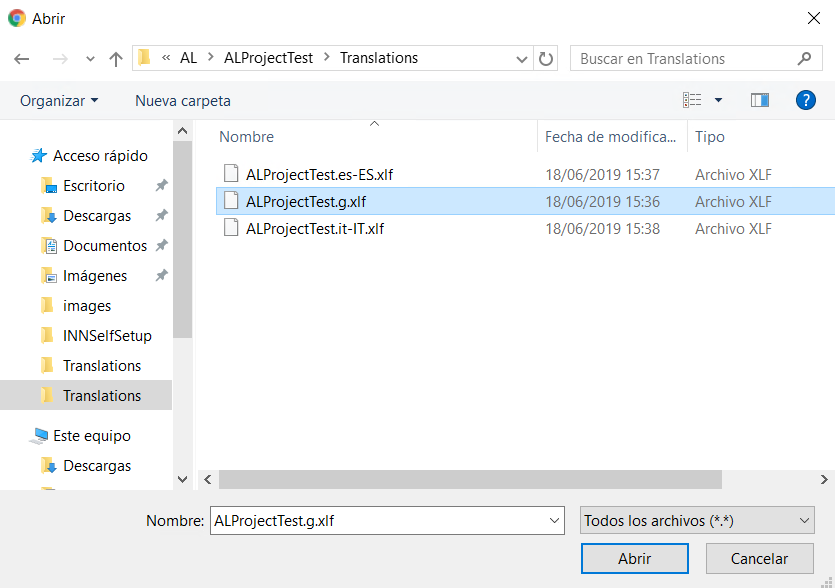 Abrir
« AL > ALProjectTest > Translations
Buscar en Translations
Organizar
Nueva carpeta
?
Nombre
Fecha de modifica...
Tipo
Acceso rápido
Escritorio
Descargas
Documentos
Imágenes
images
INNSelfSetup
Translations
Translations
Este equipo
Descargas
ALProjectTest.es-ES.xlf 18/06/2019 15:37 Archivo XLF
ALProjectTest.g.xlf 18/06/2019 15:36 Archivo XLF
ALProjectTest.it-IT.xlf 18/06/2019 15:38 Archivo XLF
Nombre: ALProjectTest.g.xlf
Todos los archivos (*.*)
Abrir
Cancelar